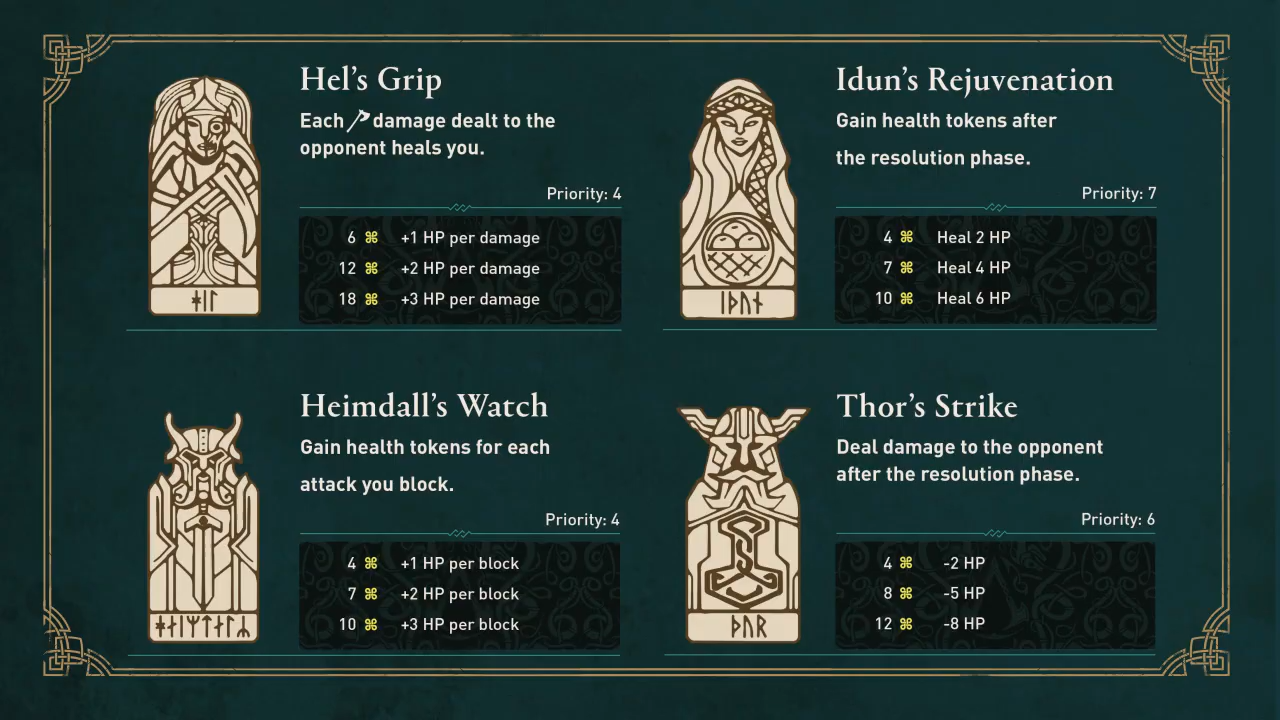 Hel's Grip
Each damage dealt to the
opponent heals you.
Priority: 4
6 ⌘ +1 HP per damage
12 ⌘ +2 HP per damage
18 ⌘ +3 HP per damage
ᚼᛁᛚ
Idun's Rejuvenation
Gain health tokens after
the resolution phase.
Priority: 7
4 ⌘ Heal 2 HP
7 ⌘ Heal 4 HP
10 ⌘ Heal 6 HP
ᛁᚦᚢᚾ
Heimdall's Watch
Gain health tokens for each
attack you block.
Priority: 4
4 ⌘ +1 HP per block
7 ⌘ +2 HP per block
10 ⌘ +3 HP per block
ᚼᛅᛁᛘᛏᛅᛚᛦ
Thor's Strike
Deal damage to the opponent
after the resolution phase.
Priority: 6
4 ⌘ -2 HP
8 ⌘ -5 HP
12 ⌘ -8 HP
ᚦᚢᚱ